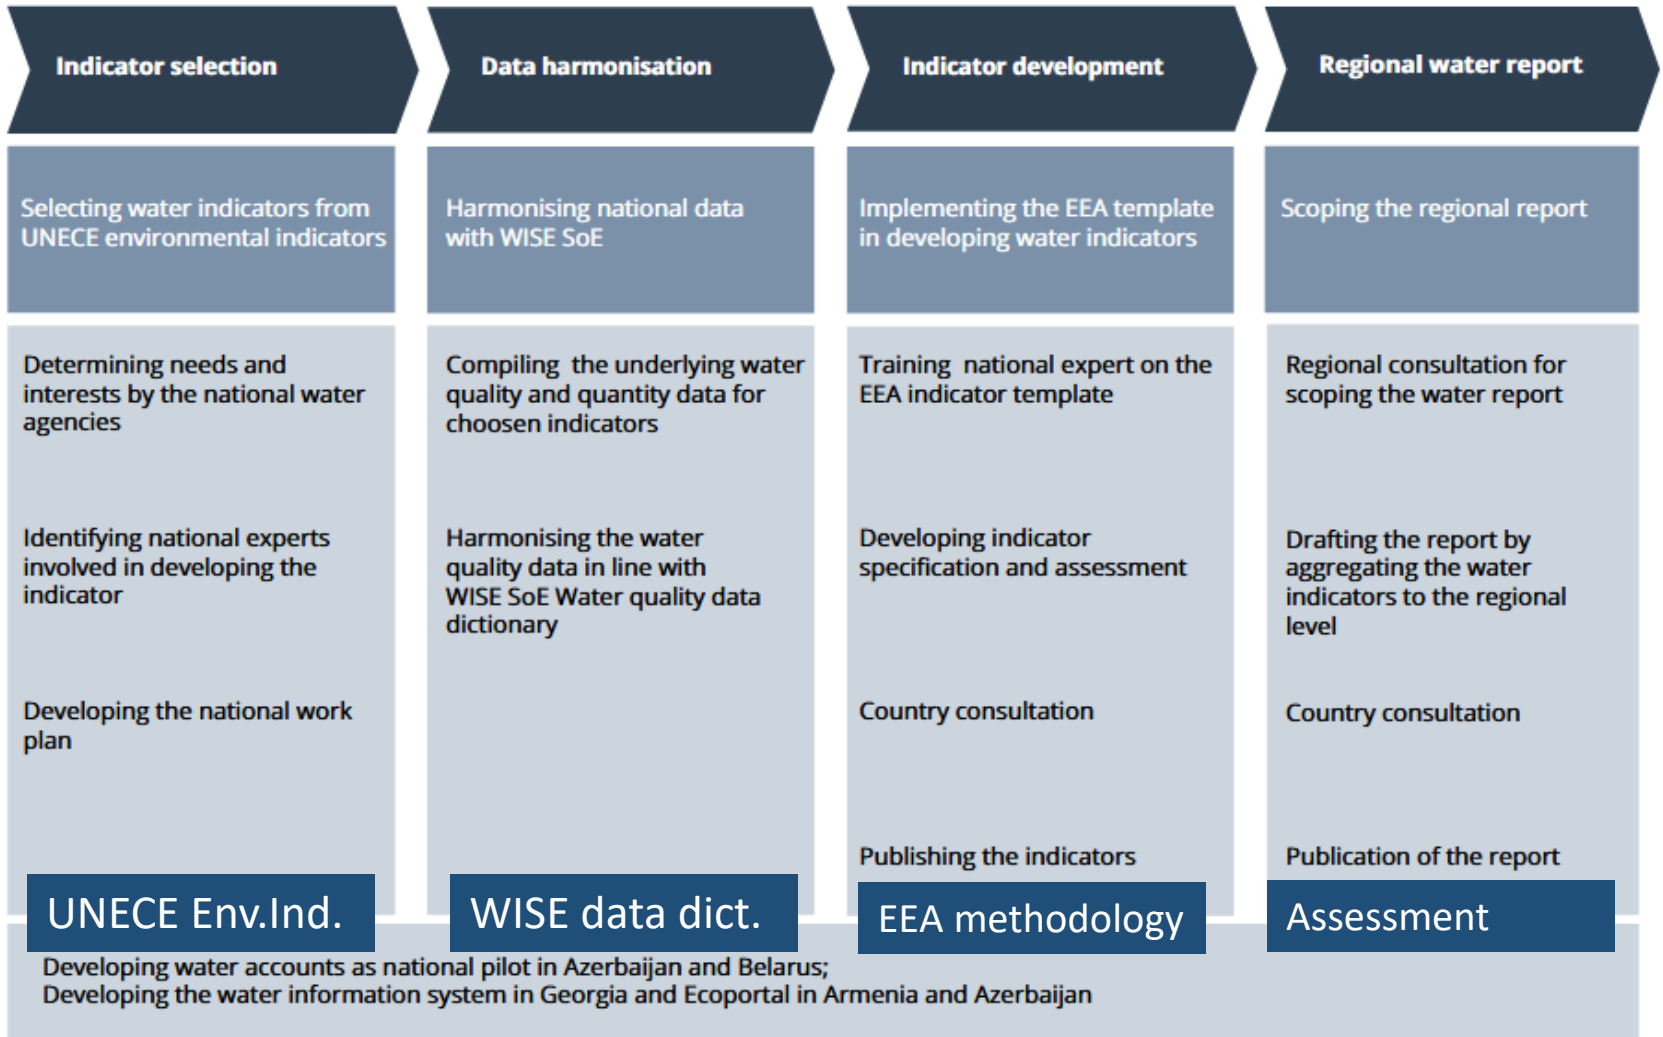 Indicator selection
Data harmonisation
Indicator development
Regional water report
Selecting water indicators from
UNECE environmental indicators
Harmonising national data
with WISE SoE
Implementing the EEA template
in developing water indicators
Scoping the regional report
Determining needs and
interests by the national water
agencies
Identifying national experts
involved in developing the
indicator
Developing the national work
plan
UNECE Env.Ind.
Compiling the underlying water
quality and quantity data for
choosen indicators
Harmonising the water
quality data in line with
WISE SoE Water quality data
dictionary
WISE data dict.
Training national expert on the
EEA indicator template
Developing indicator
specification and assessment
Country consultation
Publishing the indicators
EEA methodology
Regional consultation for
scoping the water report
Drafting the report by
aggregating the water
indicators to the regional
level
Country consultation
Publication of the report
Assessment
Developing water accounts as national pilot in Azerbaijan and Belarus;
Developing the water information system in Georgia and Ecoportal in Armenia and Azerbaijan